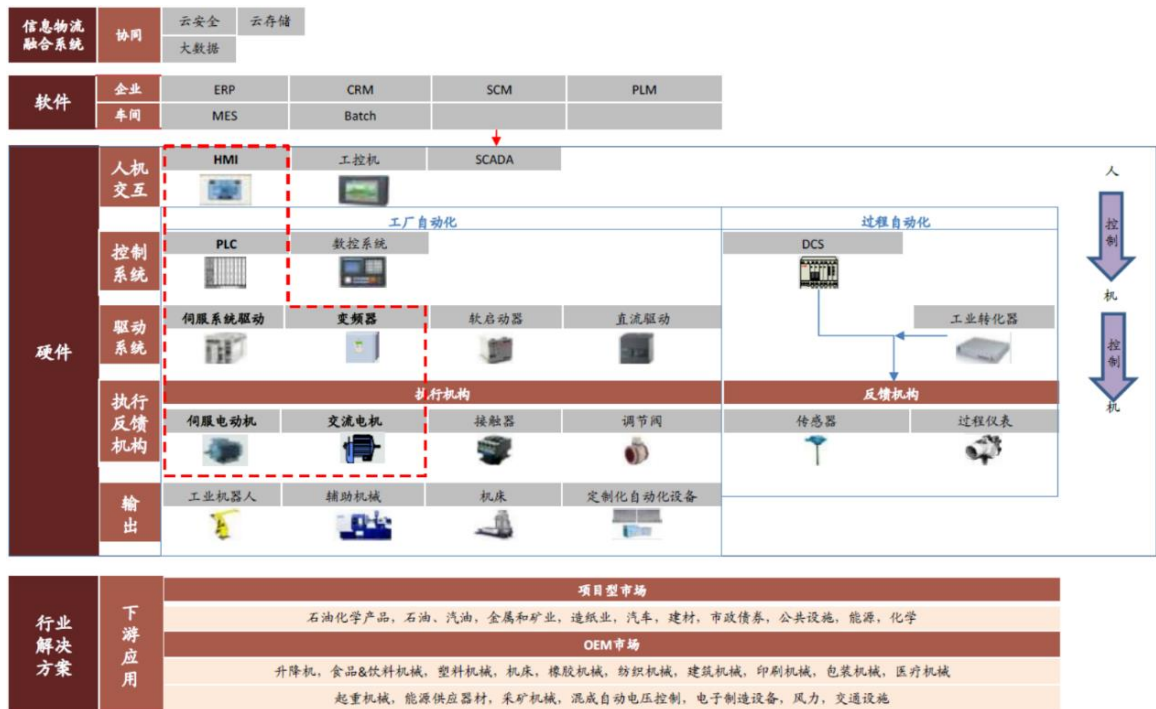 信息物流
融合系统
协同
云安全 云存储
大数据
软件
企业 ERP CRM SCM PLM
车间 MES Batch
硬件
人机
交互
HMI 工控机 SCADA
工厂自动化 过程自动化
控制
系统
PLC 数控系统 DCS
驱动
系统
伺服系统驱动 变频器 软启动器 直流驱动 工业转化器
执行
反馈
机构
执行机构 反馈机构
伺服电动机 交流电机 接触器 调节阀 传感器 过程仪表
输
出
工业机器人 辅助机械 机床 定制化自动化设备
人
控
制
机
控
制
机
行业
解决
方案
下
游
应
用
项目型市场
石油化学产品，石油、汽油，金属和矿业，造纸业，汽车，建材，市政债券，公共设施，能源，化学
OEM市场
升降机，食品&饮料机械，塑料机械，机床，橡胶机械，纺织机械，建筑机械，印刷机械，包装机械，医疗机械
起重机械，能源供应器材，采矿机械，混成自动电压控制，电子制造设备，风力，交通设施